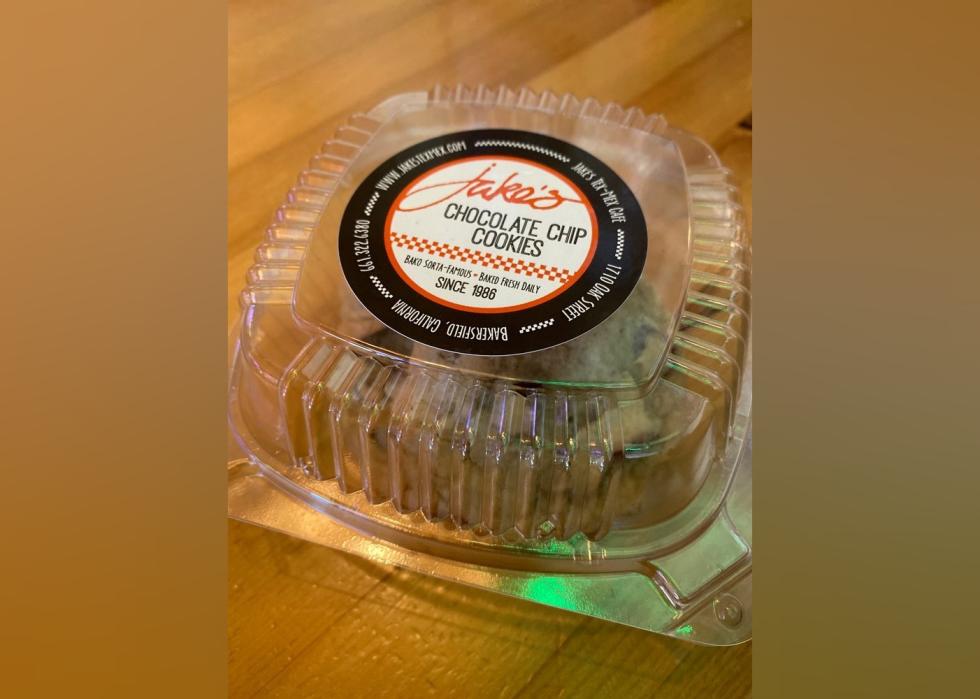 Jake's
CHOCOLATE CHIP
COOKIES
BAKO SORTA-FAMOUS - BAKED FRESH DAILY
SINCE 1986
WWW.JAKESTEXMEX.COM
JAKE'S TEX-MEX CAFE
1710 OAK STREET
BAKERSFIELD, CALIFORNIA
661.322.6380